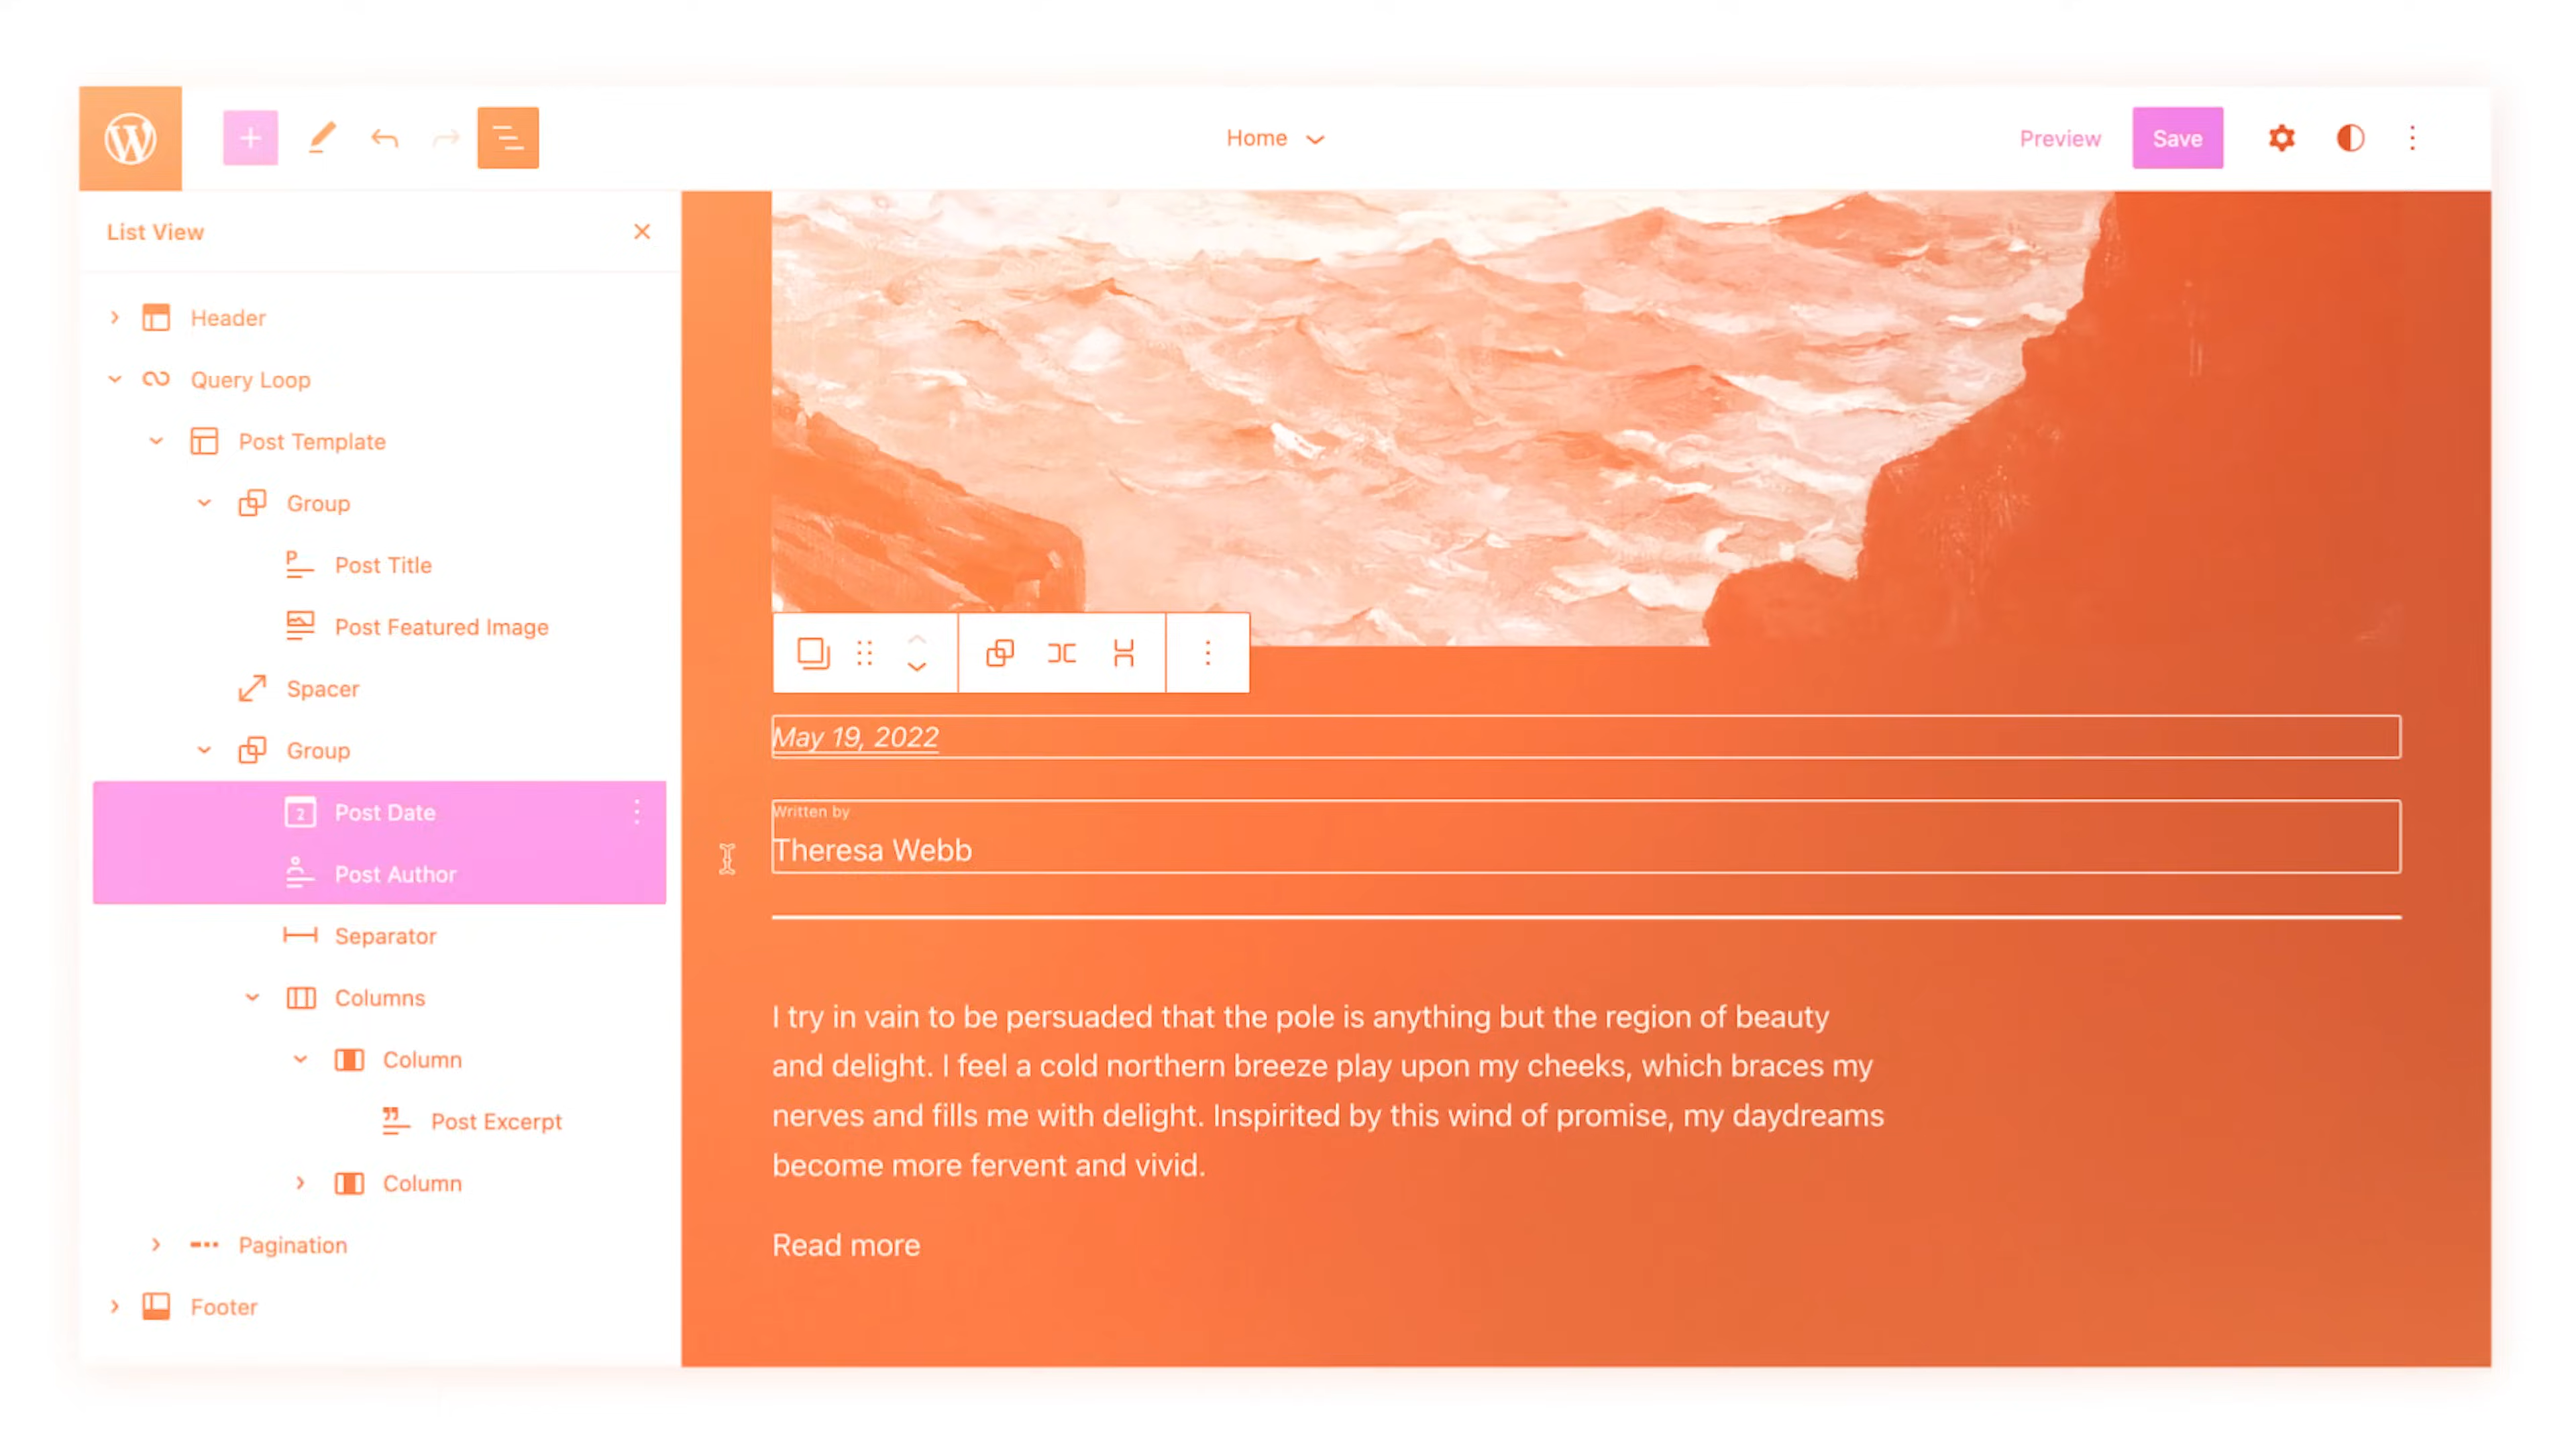 Home
Preview
Save
List View
Header
Query Loop
Post Template
Group
Post Title
Post Featured Image
Spacer
Group
Post Date
Post Author
Separator
Columns
Column
Post Excerpt
Column
Pagination
Footer
May 19, 2022
Written by
Theresa Webb
I try in vain to be persuaded that the pole is anything but the region of beauty
and delight. I feel a cold northern breeze play upon my cheeks, which braces my
nerves and fills me with delight. Inspirited by this wind of promise, my daydreams
become more fervent and vivid.
Read more